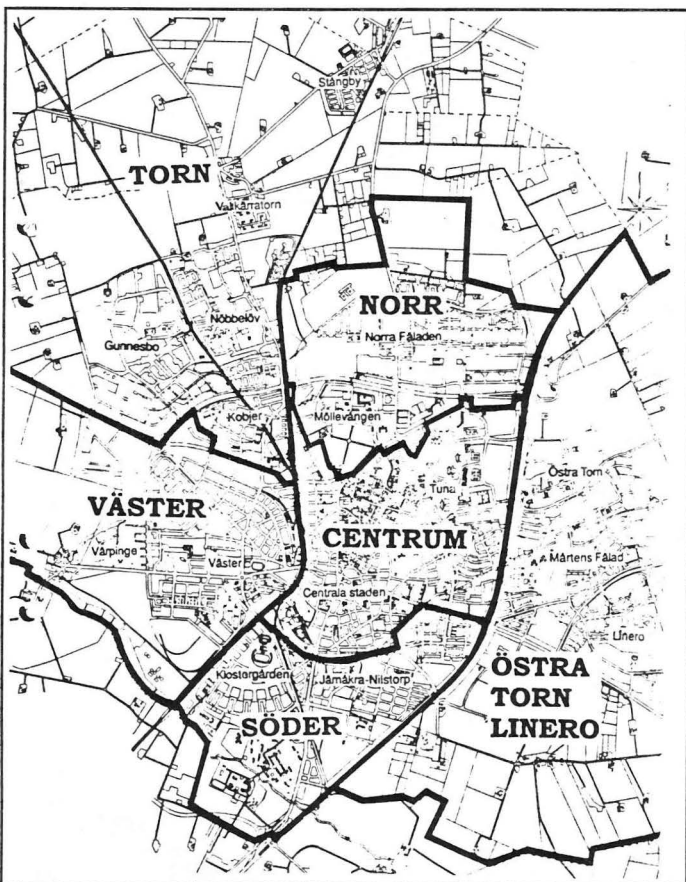 Stångby
TORN
Vallkärratorn
NORR
Nöbbelöv
Norra Fäladen
Gunnesbo
Kobjer
Möllevången
Östra Torn
VÄSTER
Tuna
CENTRUM
Värpinge
Väster
Mårtens Fälad
Centrala staden
Linero
Klostergården
Järnåkra-Nilstorp
ÖSTRA
TORN
LINERO
SÖDER